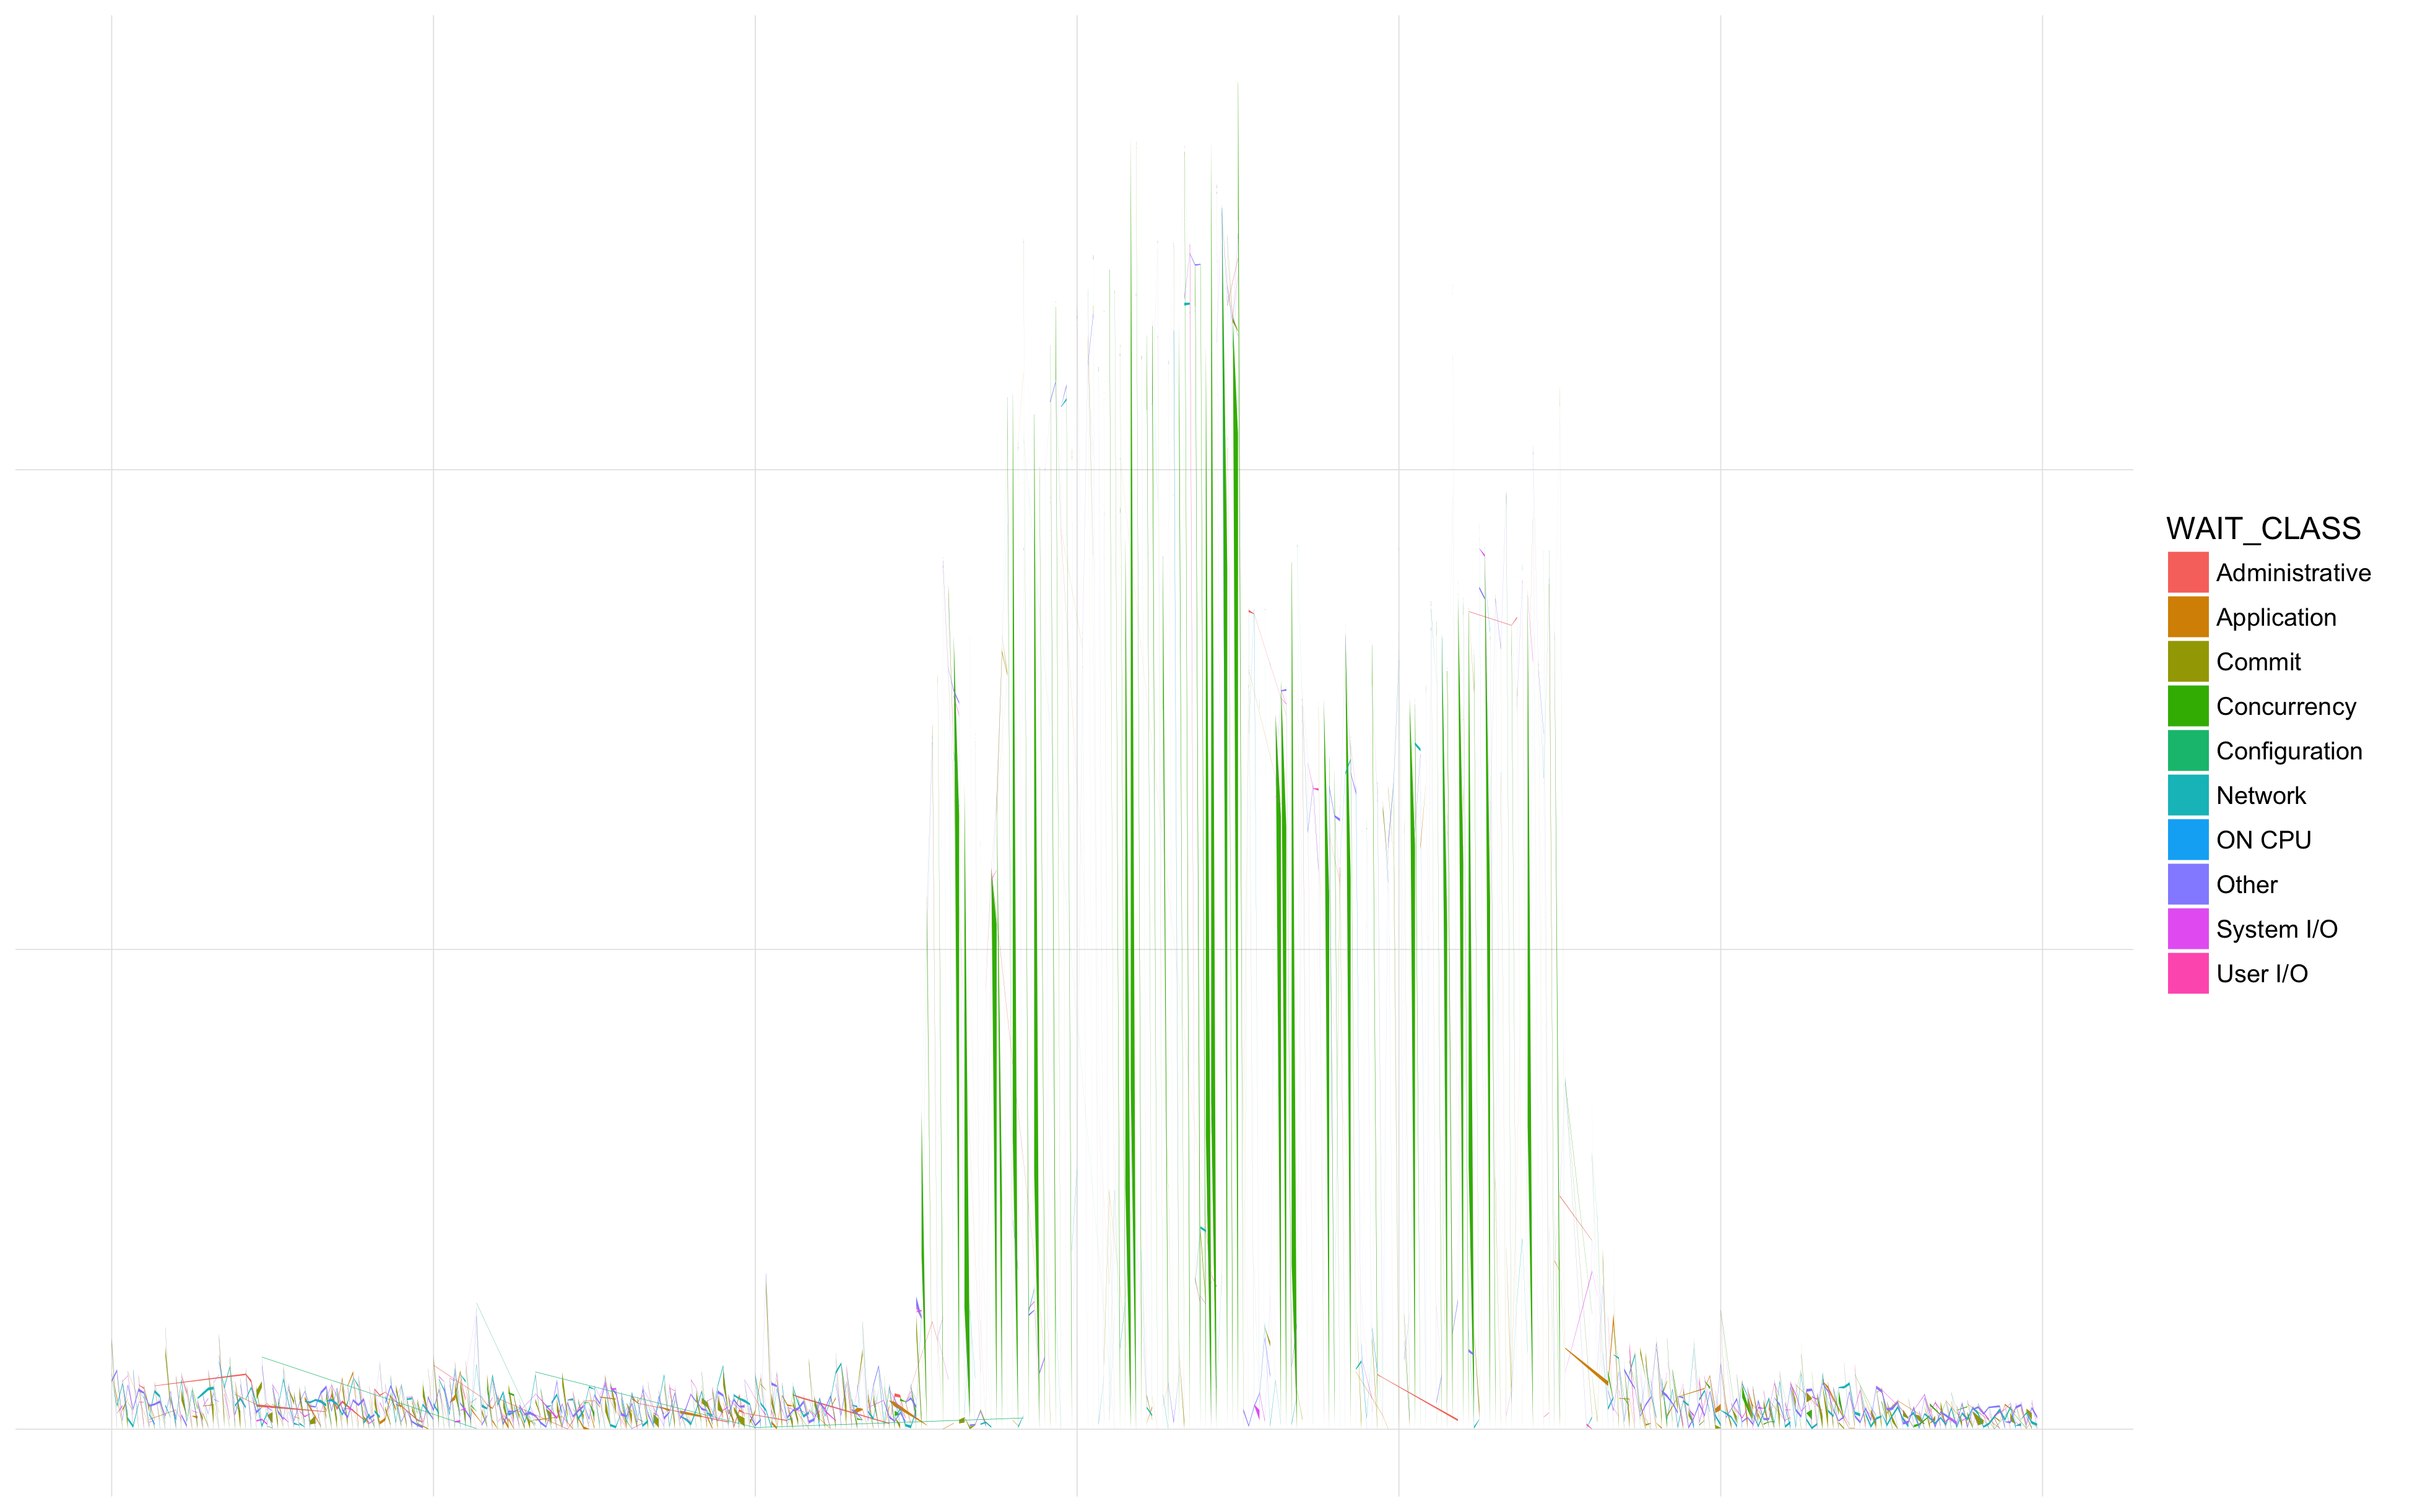 WAIT_CLASS
Administrative
Application
Commit
Concurrency
Configuration
Network
ON CPU
Other
System I/O
User I/O